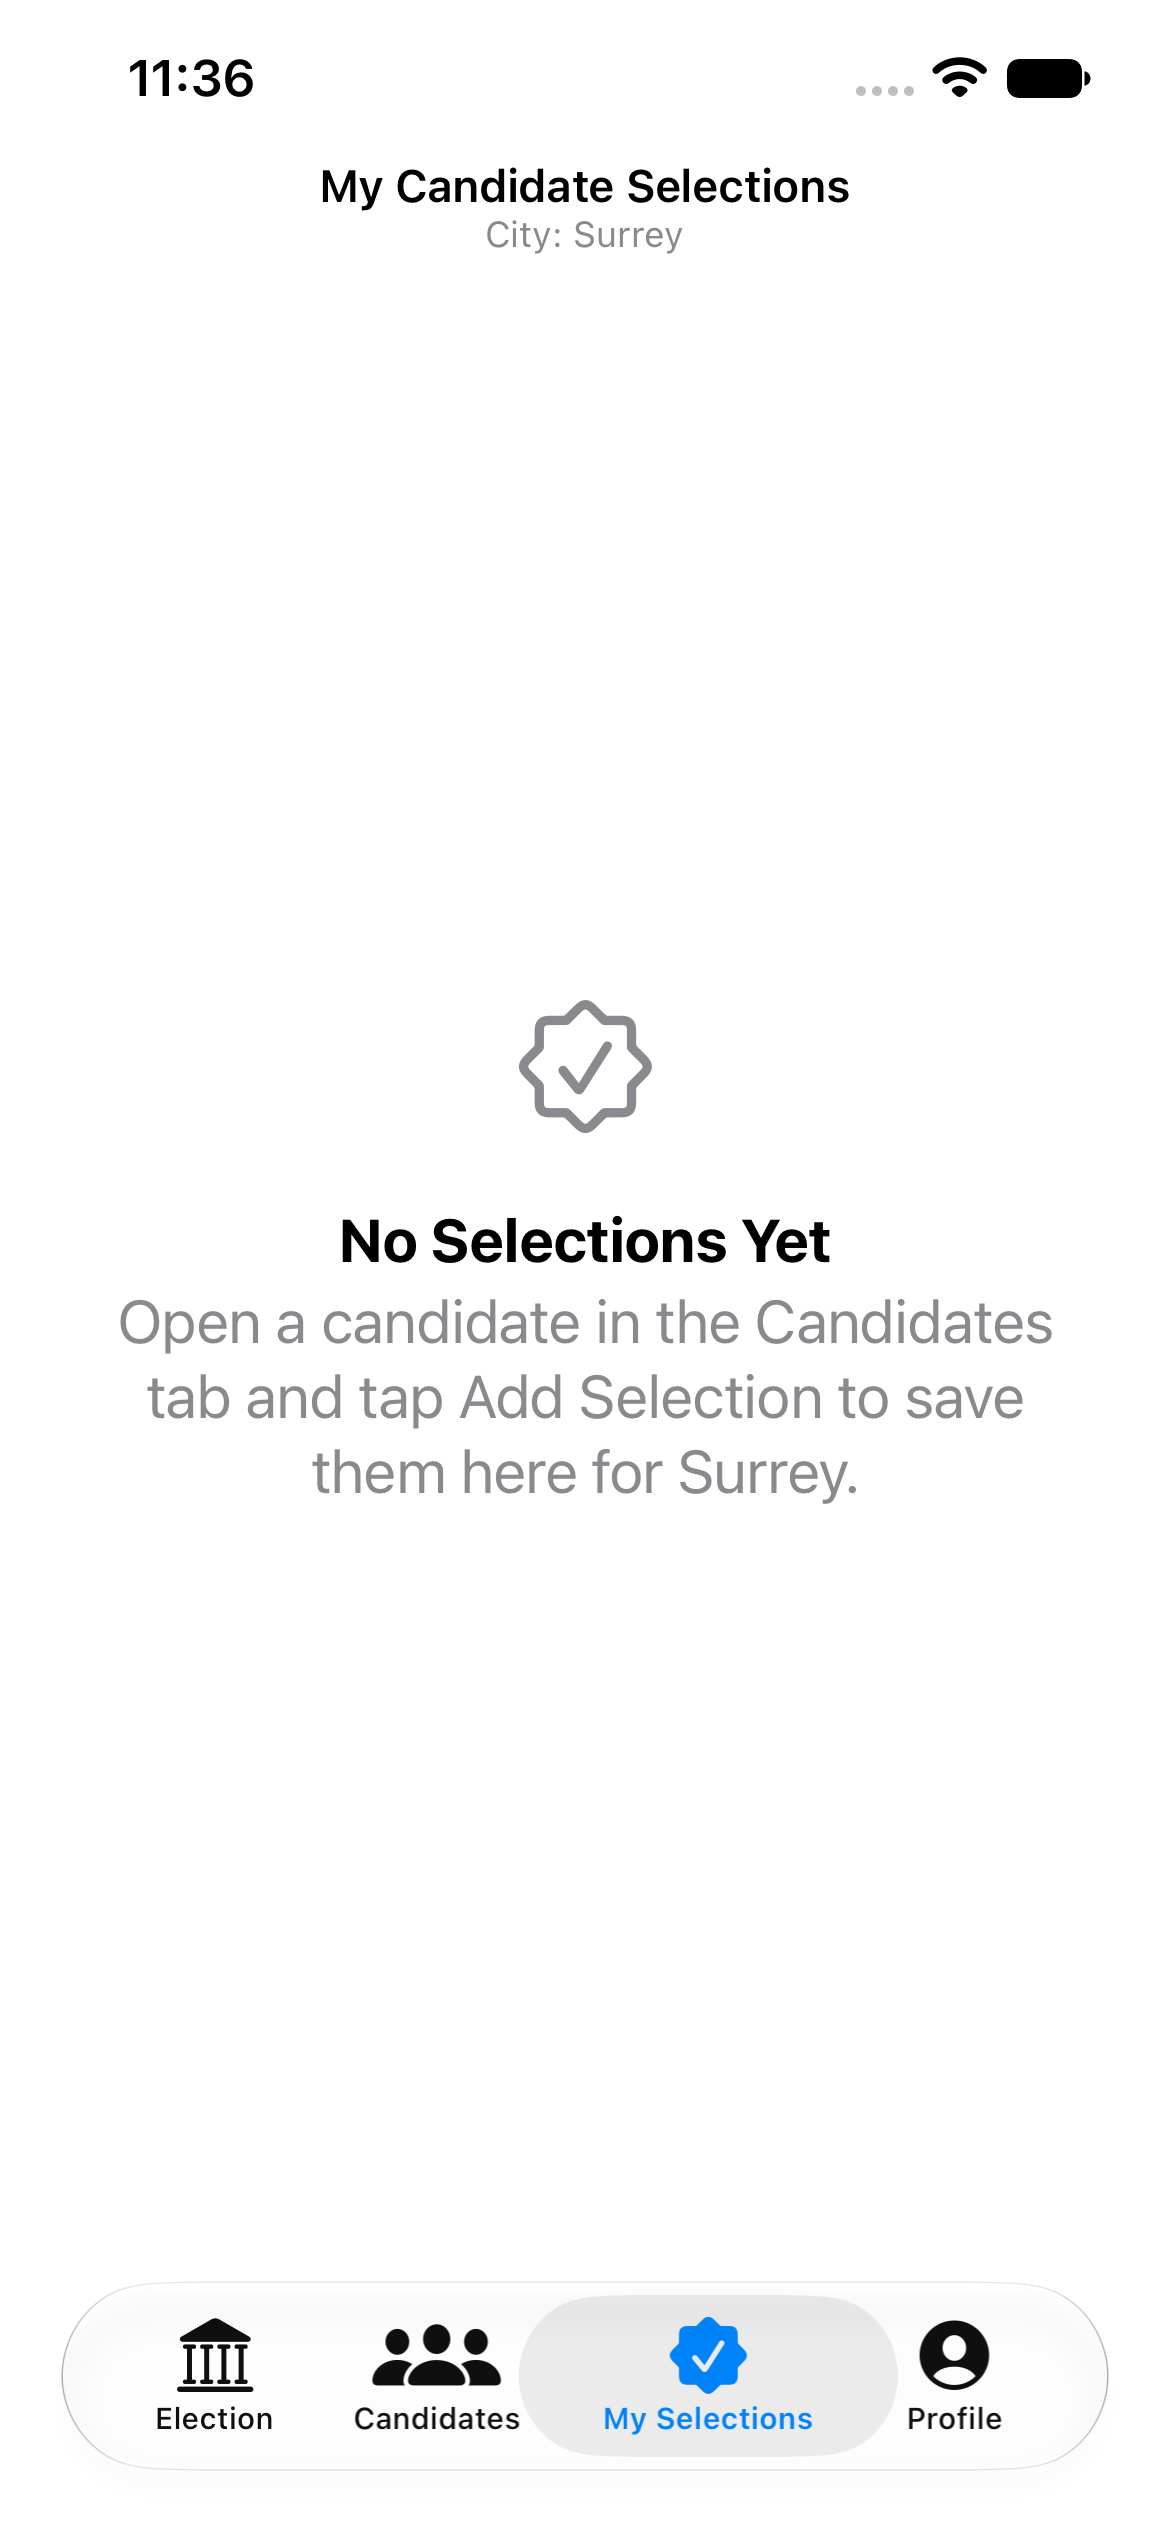 11:36
My Candidate Selections
City: Surrey
No Selections Yet
Open a candidate in the Candidates
tab and tap Add Selection to save
them here for Surrey.
Election
Candidates
My Selections
Profile